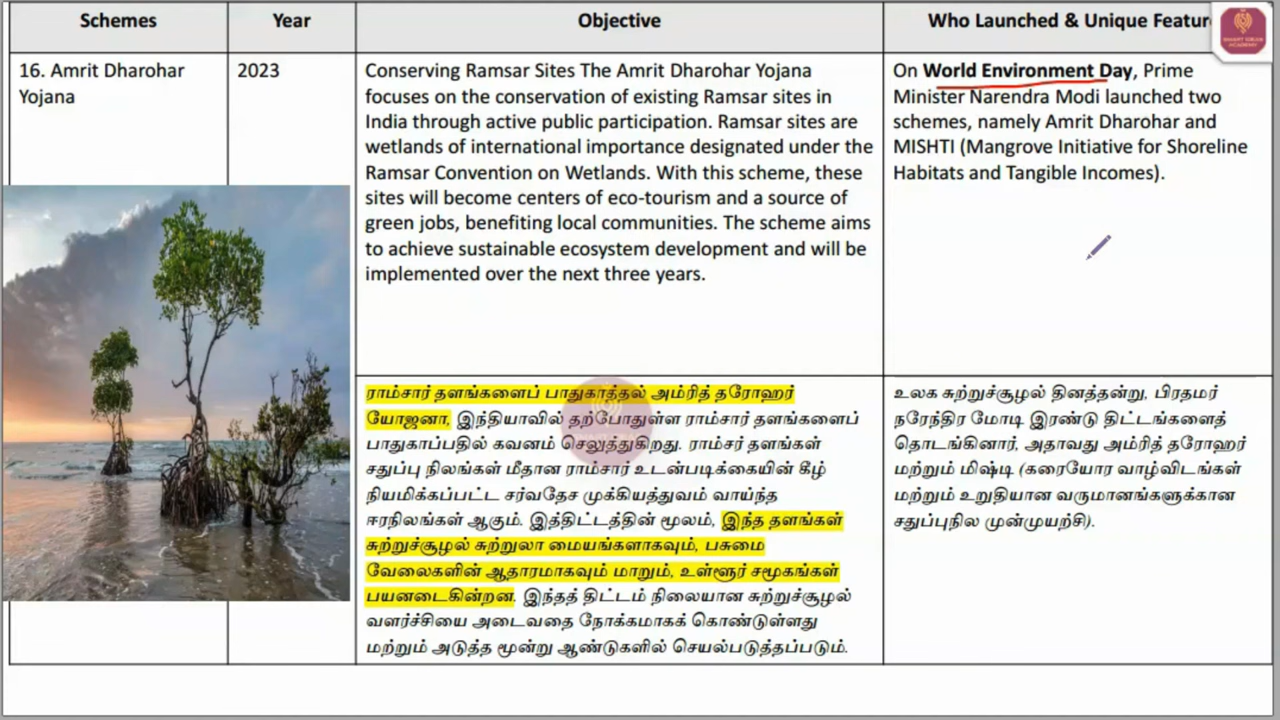 Schemes
Year
Objective
Who Launched & Unique Featur
16. Amrit Dharohar
Yojana
2023
Conserving Ramsar Sites The Amrit Dharohar Yojana
focuses on the conservation of existing Ramsar sites in
India through active public participation. Ramsar sites are
wetlands of international importance designated under the
Ramsar Convention on Wetlands. With this scheme, these
sites will become centers of eco-tourism and a source of
green jobs, benefiting local communities. The scheme aims
to achieve sustainable ecosystem development and will be
implemented over the next three years.
On World Environment Day, Prime
Minister Narendra Modi launched two
schemes, namely Amrit Dharohar and
MISHTI (Mangrove Initiative for Shoreline
Habitats and Tangible Incomes).
ராம்சார் தளங்களைப் பாதுகாத்தல் அம்ரித் தரோஹர்
யோஜனா, இந்தியாவில் தற்போதுள்ள ராம்சார் தளங்களைப்
பாதுகாப்பதில் கவனம் செலுத்துகிறது. ராம்சர் தளங்கள்
சதுப்பு நிலங்கள் மீதான ராம்சார் உடன்படிக்கையின் கீழ்
நியமிக்கப்பட்ட சர்வதேச முக்கியத்துவம் வாய்ந்த
ஈரநிலங்கள் ஆகும். இத்திட்டத்தின் மூலம், இந்த தளங்கள்
சுற்றுச்சூழல் சுற்றுலா மையங்களாகவும், பசுமை
வேலைகளின் ஆதாரமாகவும் மாறும், உள்ளூர் சமூகங்கள்
பயனடைகின்றன. இந்தத் திட்டம் நிலையான சுற்றுச்சூழல்
வளர்ச்சியை அடைவதை நோக்கமாகக் கொண்டுள்ளது
மற்றும் அடுத்த மூன்று ஆண்டுகளில் செயல்படுத்தப்படும்.
உலக சுற்றுச்சூழல் தினத்தன்று, பிரதமர்
நரேந்திர மோடி இரண்டு திட்டங்களைத்
தொடங்கினார், அதாவது அம்ரித் தரோஹர்
மற்றும் மிஷ்டி (கரையோர வாழ்விடங்கள்
மற்றும் உறுதியான வருமானங்களுக்கான
சதுப்புநில முன்முயற்சி).